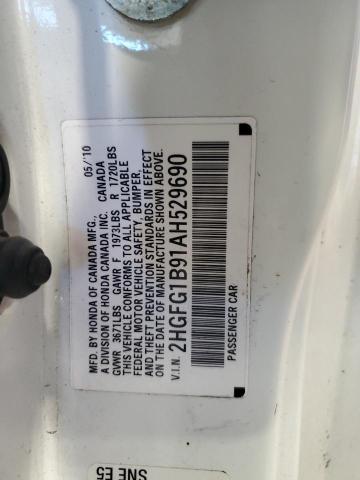 MFD. BY HONDA OF CANADA MFG., 05/'10
A DIVISION OF HONDA CANADA INC. CANADA
GVWR 3671LBS GAWR F 1973LBS R 1720LBS
THIS VEHICLE CONFORMS TO ALL APPLICABLE
FEDERAL MOTOR VEHICLE SAFETY, BUMPER,
AND THEFT PREVENTION STANDARDS IN EFFECT
ON THE DATE OF MANUFACTURE SHOWN ABOVE.
V.I.N. 2HGFG1B91AH529690
PASSENGER CAR
SNE E5